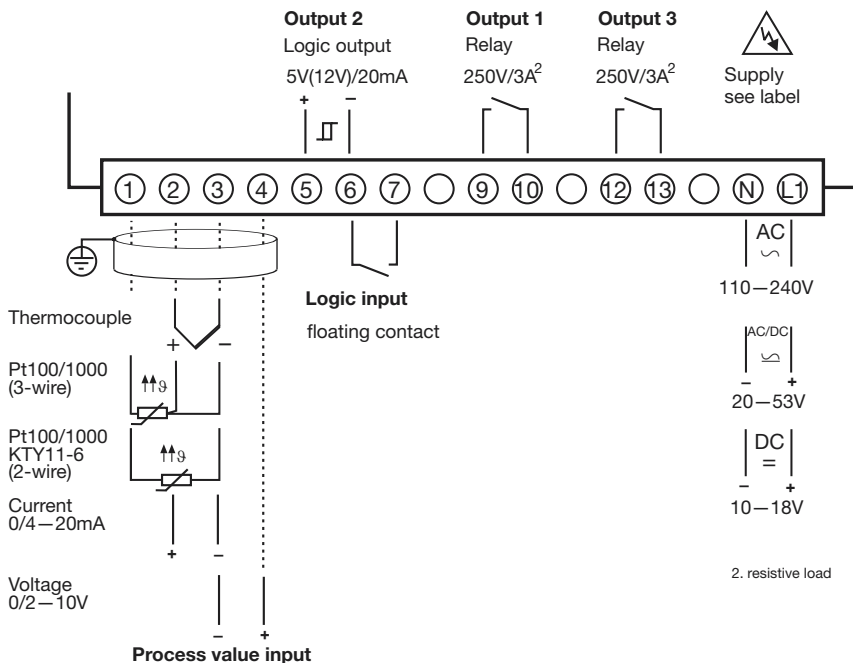 Output 2
Logic output
5V(12V)/20mA
+ −
Output 1
Relay
250V/3A²
Output 3
Relay
250V/3A²
Supply
see label
1 2 3 4 5 6 7 9 10 12 13 N L1
Logic input
floating contact
Thermocouple
+ −
Pt100/1000
(3-wire)
ϑ
Pt100/1000
KTY11-6
(2-wire)
ϑ
Current
0/4—20mA
+ −
Voltage
0/2—10V
− +
Process value input
AC
110—240V
AC/DC
− +
20—53V
DC
=
− +
10—18V
2. resistive load